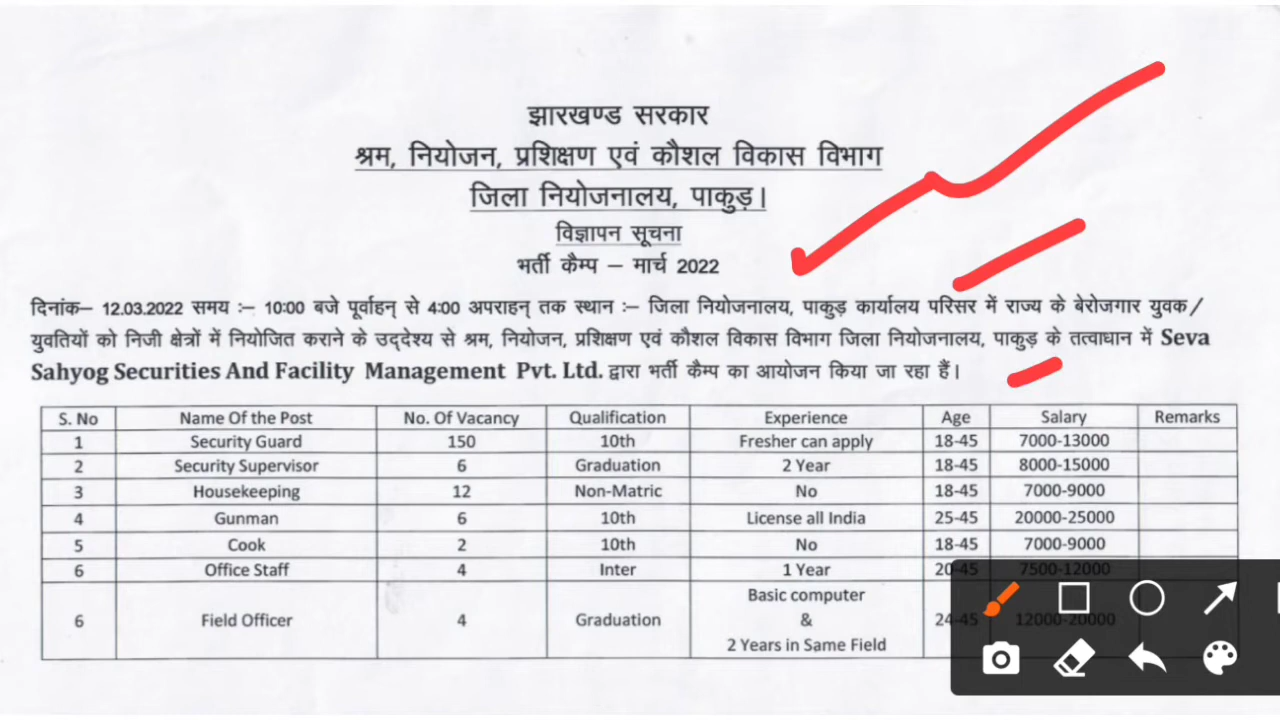 झारखण्ड सरकार
श्रम, नियोजन, प्रशिक्षण एवं कौशल विकास विभाग
जिला नियोजनालय, पाकुड़।
विज्ञापन सूचना
भर्ती कैम्प – मार्च 2022
दिनांक– 12.03.2022 समय :– 10:00 बजे पूर्वाहन् से 4:00 अपराहन् तक स्थान :– जिला नियोजनालय, पाकुड़ कार्यालय परिसर में राज्य के बेरोजगार युवक/
युवतियों को निजी क्षेत्रों में नियोजित कराने के उद्देश्य से श्रम, नियोजन, प्रशिक्षण एवं कौशल विकास विभाग जिला नियोजनालय, पाकुड़ के तत्वाधान में Seva
Sahyog Securities And Facility Management Pvt. Ltd. द्वारा भर्ती कैम्प का आयोजन किया जा रहा हैं।
S. No Name Of the Post No. Of Vacancy Qualification Experience Age Salary Remarks
1 Security Guard 150 10th Fresher can apply 18-45 7000-13000
2 Security Supervisor 6 Graduation 2 Year 18-45 8000-15000
3 Housekeeping 12 Non-Matric No 18-45 7000-9000
4 Gunman 6 10th License all India 25-45 20000-25000
5 Cook 2 10th No 18-45 7000-9000
6 Office Staff 4 Inter 1 Year 20-45 7500-12000
6 Field Officer 4 Graduation Basic computer & 2 Years in Same Field 24-45 12000-20000